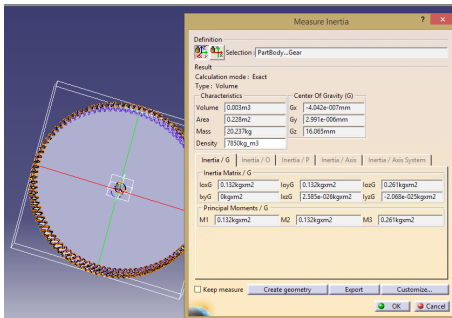 Measure Inertia
?
×
Definition
Selection : PartBody...Gear
Result
Calculation mode : Exact
Type : Volume
Characteristics Center Of Gravity (G)
Volume 0.003m3 Gx -4.042e-007mm
Area 0.228m2 Gy 2.991e-006mm
Mass 20.237kg Gz 16.065mm
Density 7850kg_m3
Inertia / G Inertia / O Inertia / P Inertia / Axis Inertia / Axis System
Inertia Matrix / G
IoxG 0.132kgxm2 IoyG 0.132kgxm2 IozG 0.261kgxm2
IxyG 0kgxm2 IxzG 2.585e-026kgxm2 IyzG -2.068e-025kgxm2
Principal Moments / G
M1 0.132kgxm2 M2 0.132kgxm2 M3 0.261kgxm2
Keep measure Create geometry Export Customize...
OK Cancel